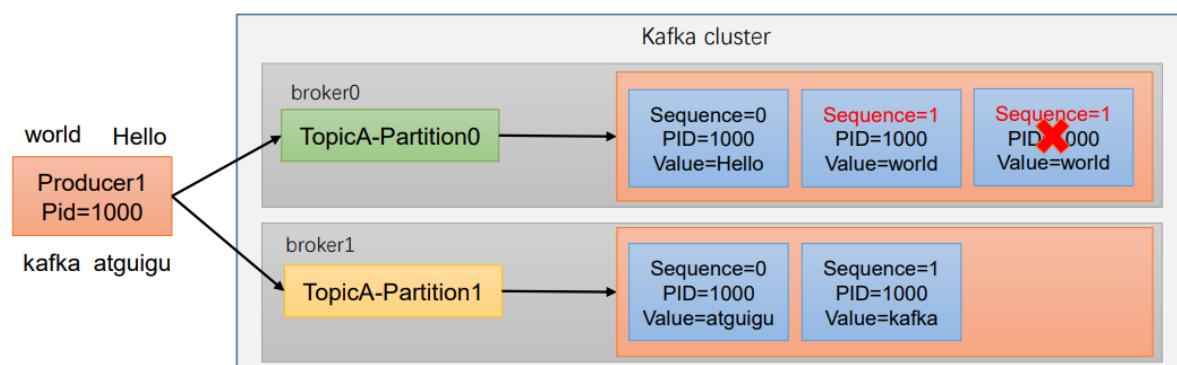 Kafka cluster
broker0
world Hello
TopicA-Partition0
Producer1
Pid=1000
kafka atguigu
Sequence=0
PID=1000
Value=Hello
Sequence=1
PID=1000
Value=world
Sequence=1
000
Value=world
broker1
TopicA-Partition1
Sequence=0
PID=1000
Value=atguigu
Sequence=1
PID=1000
Value=kafka